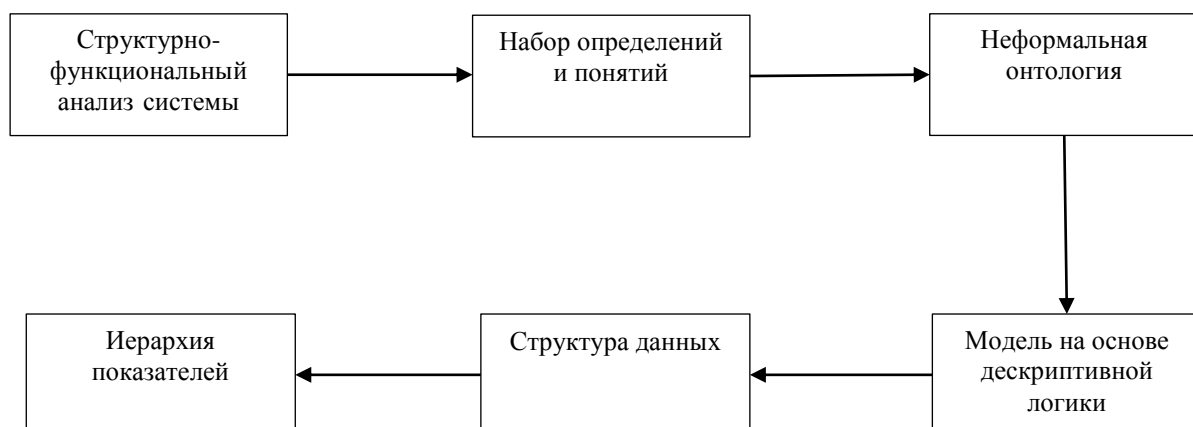 Структурно-
функциональный
анализ системы
Набор определений
и понятий
Неформальная
онтология
Иерархия
показателей
Структура данных
Модель на основе
дескриптивной
логики